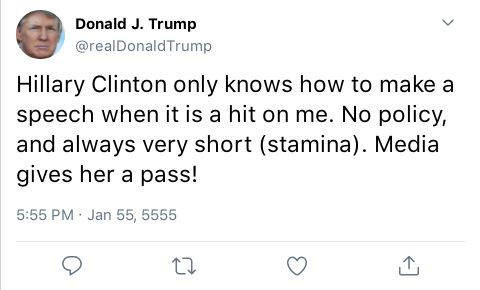 Donald J. Trump
@realDonaldTrump
Hillary Clinton only knows how to make a
speech when it is a hit on me. No policy,
and always very short (stamina). Media
gives her a pass!
5:55 PM · Jan 55, 5555